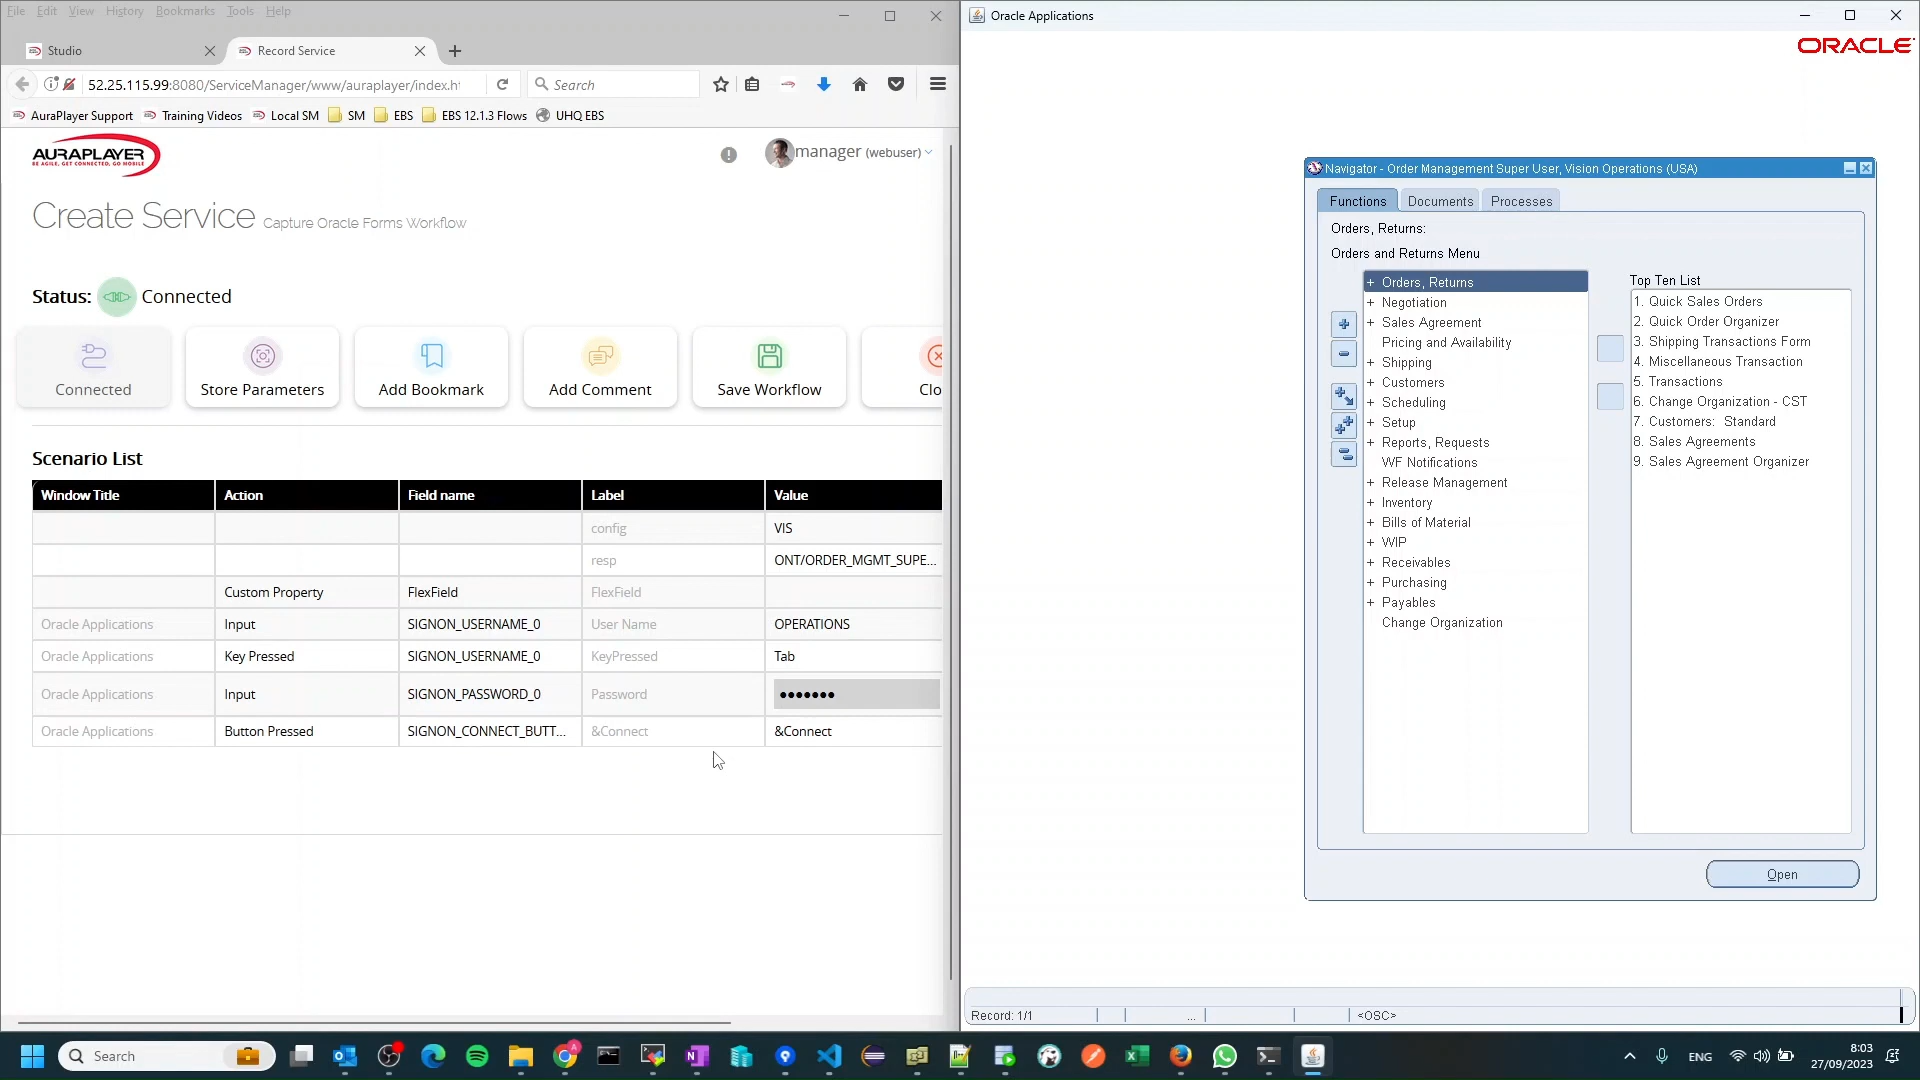 File Edit View History Bookmarks Tools Help
Studio
Record Service
52.25.115.99:8080/ServiceManager/www/auraplayer/index.ht
Search
AuraPlayer Support Training Videos Local SM SM EBS EBS 12.1.3 Flows UHQ EBS
AURAPLAYER
BE AGILE, GET CONNECTED, GO MOBILE
manager (webuser)
Create Service Capture Oracle Forms Workflow
Status: Connected
Connected
Store Parameters
Add Bookmark
Add Comment
Save Workflow
Clo
Scenario List
Window Title Action Field name Label Value
config VIS
resp ONT/ORDER_MGMT_SUPE...
Custom Property FlexField FlexField
Oracle Applications Input SIGNON_USERNAME_0 User Name OPERATIONS
Oracle Applications Key Pressed SIGNON_USERNAME_0 KeyPressed Tab
Oracle Applications Input SIGNON_PASSWORD_0 Password •••••••
Oracle Applications Button Pressed SIGNON_CONNECT_BUTT... &Connect &Connect
Oracle Applications
ORACLE
Navigator - Order Management Super User, Vision Operations (USA)
Functions Documents Processes
Orders, Returns:
Orders and Returns Menu
+ Orders, Returns
+ Negotiation
+ Sales Agreement
Pricing and Availability
+ Shipping
+ Customers
+ Scheduling
+ Setup
+ Reports, Requests
WF Notifications
+ Release Management
+ Inventory
+ Bills of Material
+ WIP
+ Receivables
+ Purchasing
+ Payables
Change Organization
Top Ten List
1. Quick Sales Orders
2. Quick Order Organizer
3. Shipping Transactions Form
4. Miscellaneous Transaction
5. Transactions
6. Change Organization - CST
7. Customers: Standard
8. Sales Agreements
9. Sales Agreement Organizer
Open
Record: 1/1 ... <OSC>
Search
ENG
8:03
27/09/2023